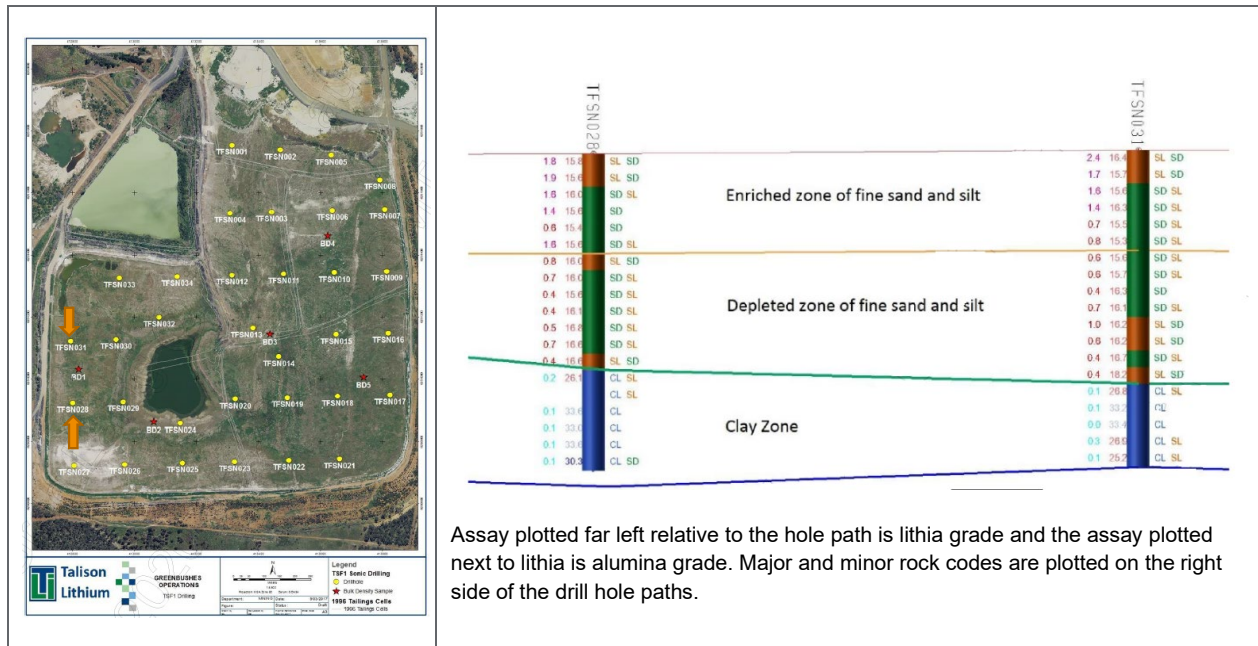 TFSN001
TFSN002
TFSN005
TFSN008
TFSN004
TFSN003
TFSN006
TFSN007
BD4
TFSN033
TFSN034
TFSN012
TFSN011
TFSN010
TFSN009
TFSN032
TFSN031
TFSN030
TFSN013
BD3
TFSN015
TFSN016
TFSN014
BD1
BD5
TFSN028
TFSN029
TFSN020
TFSN019
TFSN018
TFSN017
BD2
TFSN024
TFSN027
TFSN026
TFSN025
TFSN023
TFSN022
TFSN021
Talison
Lithium
GREENBUSHES
OPERATIONS
TSF1 Drilling
Legend
TSF1 Sonic Drilling
Drillhole
Bulk Density Sample
1996 Tailings Cells
1996 Tailings Cells
TFSN028
TFSN031
1.8 15.8 SL SD
1.9 15.6 SL SD
1.6 16.0 SD SL
1.4 15.6 SD
0.6 15.4 SD
1.6 15.6 SD SL
0.8 16.0 SL SD
0.7 16.0 SD SL
0.4 15.6 SD SL
0.4 16.1 SD SL
0.5 16.8 SD SL
0.7 16.6 SD SL
0.4 16.6 SL SD
0.2 26.1 CL SL
CL SL
0.1 33.6 CL
0.1 33.0 CL
0.1 33.6 CL
0.1 30.3 CL SD
Enriched zone of fine sand and silt
Depleted zone of fine sand and silt
Clay Zone
2.4 16.4 SL SD
1.7 15.7 SL SD
1.6 15.6 SD SL
1.4 16.3 SD SL
0.7 15.5 SD SL
0.8 15.3 SD SL
0.6 15.6 SD SL
0.6 15.7 SD SL
0.4 16.3 SD
0.7 16.1 SD SL
1.0 16.2 SL SD
0.6 16.2 SL SD
0.4 16.7 SD SL
0.4 18.2 SL SD
0.1 26.8 CL SL
0.1 33.2 CL
0.0 33.4 CL
0.3 26.9 CL SL
0.1 25.2 CL SL
Assay plotted far left relative to the hole path is lithia grade and the assay plotted
next to lithia is alumina grade. Major and minor rock codes are plotted on the right
side of the drill hole paths.